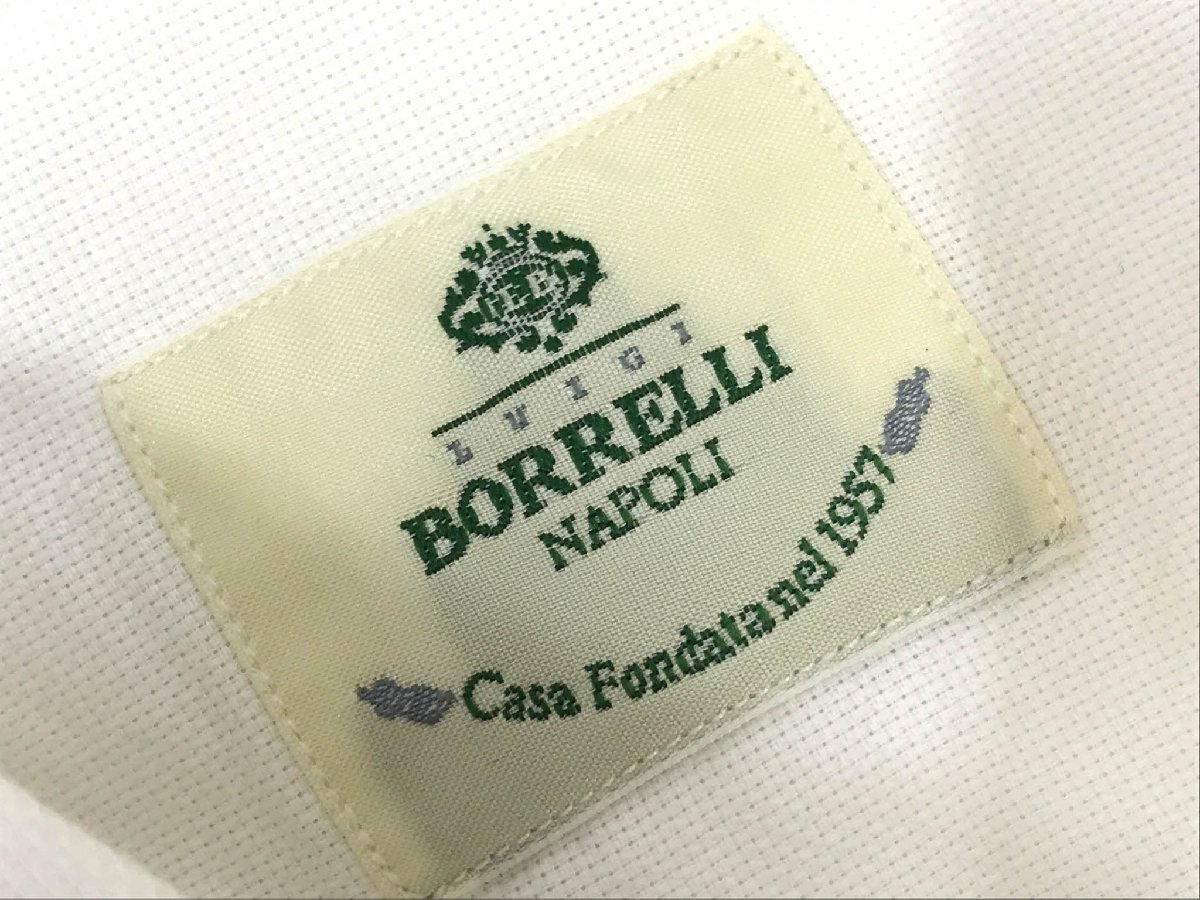 LUIGI
BORRELLI
NAPOLI
Casa Fondata nel 1957